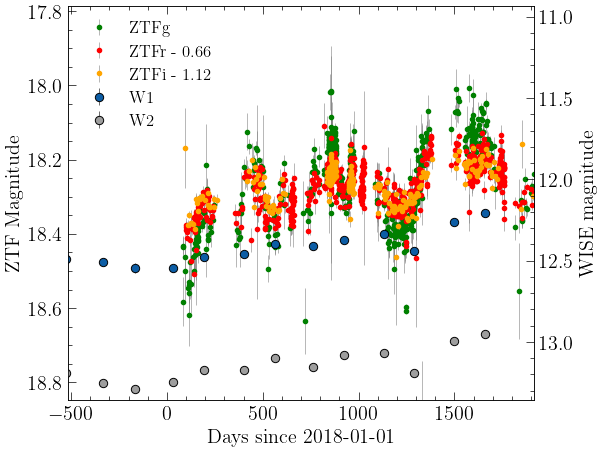 ZTFg
ZTFr - 0.66
ZTFi - 1.12
W1
W2
17.8
18.0
18.2
18.4
18.6
18.8
ZTF Magnitude
11.0
11.5
12.0
12.5
13.0
WISE magnitude
−500
0
500
1000
1500
Days since 2018-01-01